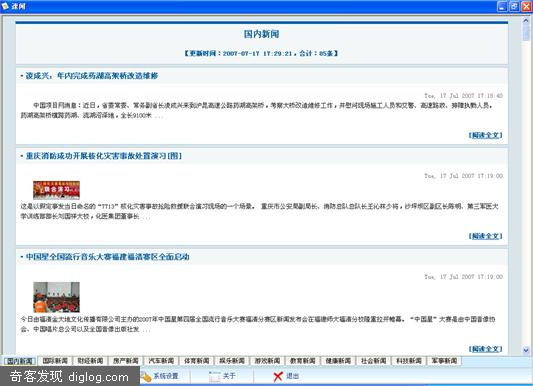 速闻
国内新闻
【更新时间：2007-07-17 17:29:21，合计：85条】
凌成兴：年内完成药湖高架桥改造维修
Tue, 17 Jul 2007 17:18:40
中国项目网消息：近日，省委常委、常务副省长凌成兴来到沪昆高速公路药湖高架桥，考察大桥改造维修工作，并慰问现场施工人员和交警、高速路政、排障执勤人员。
药湖高架桥横跨药湖、流湖沼泽地，全长9100米 ...
[阅读全文]
重庆消防成功开展核化灾害事故处置演习[图]
Tue, 17 Jul 2007 17:19:00
联合演习
这是以假定事发当日命名的“7713”核化灾害事故抢险救援联合演习现场的一个场景。 重庆市公安局副局长、消防总队总队长王沁林少将，沙坪坝区副区长陈明、第三军医大
学训练部部长刘国祥大校，化医集团董事长 ...
[阅读全文]
中国星全国流行音乐大赛福建福清赛区全面启动
Tue, 17 Jul 2007 17:19:00
今日由福清业大地文化传播有限公司主办的2007年中国星第四届全国流行音乐大赛福清分赛区新闻发布会在福建师大福清分校隆重拉开帷幕。 “中国星”大赛是由中国音像协
会、中国唱片总公司以及全国音像出版社发 ...
[阅读全文]
国内新闻 国际新闻 财经新闻 房产新闻 汽车新闻 体育新闻 娱乐新闻 游戏新闻 教育新闻 健康新闻 社会新闻 科技新闻 军事新闻
系统设置 关于 退出
奇客发现 diglog.com